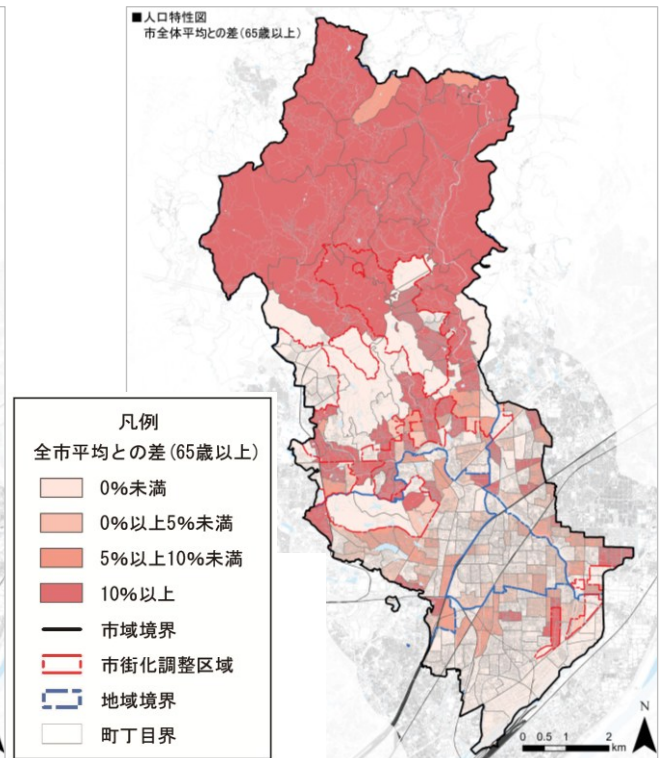 ■人口特性図
市全体平均との差(65歳以上)
凡例
全市平均との差(65歳以上)
0%未満
0%以上5%未満
5%以上10%未満
10%以上
市域境界
市街化調整区域
地域境界
町丁目界
N
0 0.5 1 2
km